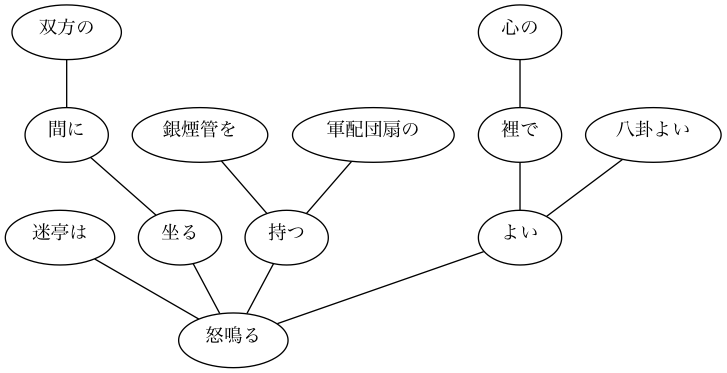 双方の
心の
間に
銀煙管を
軍配団扇の
裡で
八卦よい
迷亭は
坐る
持つ
よい
怒鳴る